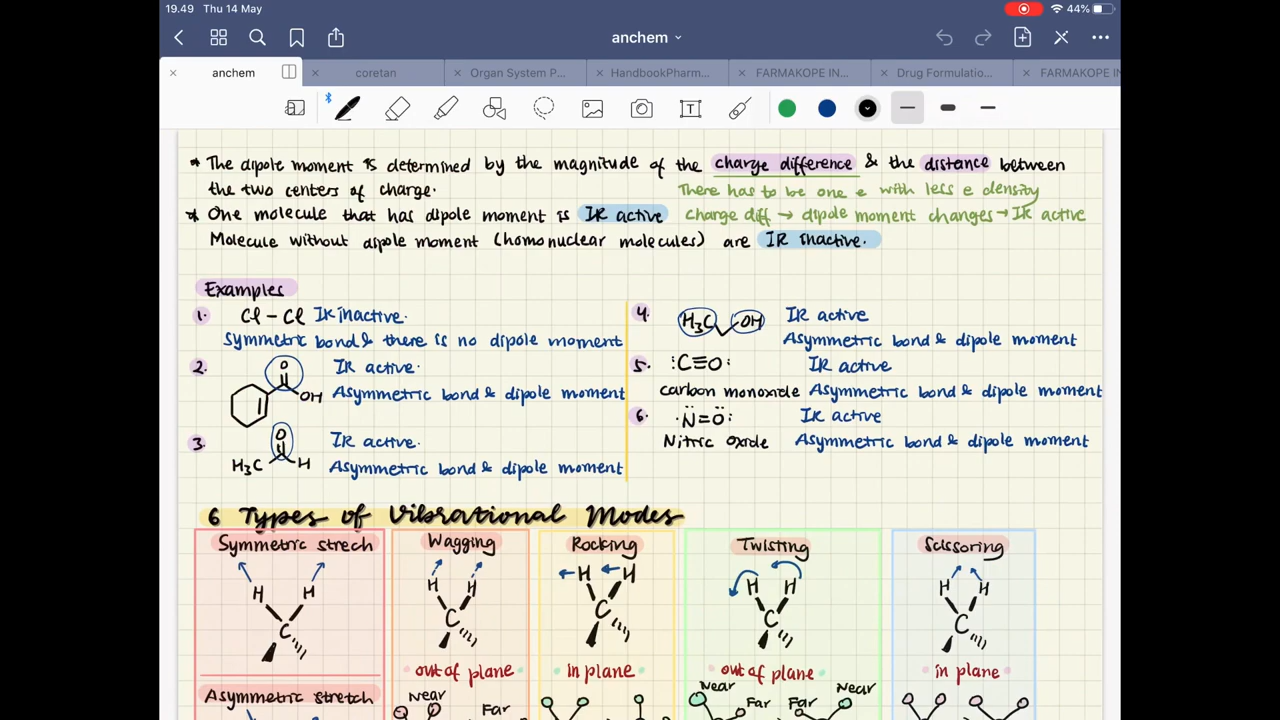 19.49 Thu 14 May
44%
anchem
anchem
coretan
Organ System P...
HandbookPharm...
FARMAKOPE IN...
Drug Formulatio...
FARMAKOPE IN
* The dipole moment is determined by the magnitude of the charge difference & the distance between
the two centers of charge.
There has to be one e with less e density
* One molecule that has dipole moment is IR active
Charge diff → dipole moment changes → IR active
Molecule without dipole moment (homonuclear molecules) are IR inactive.
Examples
1. Cl - Cl IR inactive.
Symmetric bond & there is no dipole moment
2. O OH IR active.
Asymmetric bond & dipole moment
3. O H3C H IR active.
Asymmetric bond & dipole moment
4. H3C OH IR active
Asymmetric bond & dipole moment
5. :C≡O: IR active
carbon monoxide Asymmetric bond & dipole moment
6. ·N̈=Ö: IR active
Nitric Oxide Asymmetric bond & dipole moment
6 Types of Vibrational Modes
Symmetric strech
H H
C
Asymmetric stretch
Wagging
H H
C
out of plane
Near
Far
Rocking
H H
C
in plane
Twisting
H H
C
out of plane
Near Far Far Near
Scissoring
H H
C
in plane